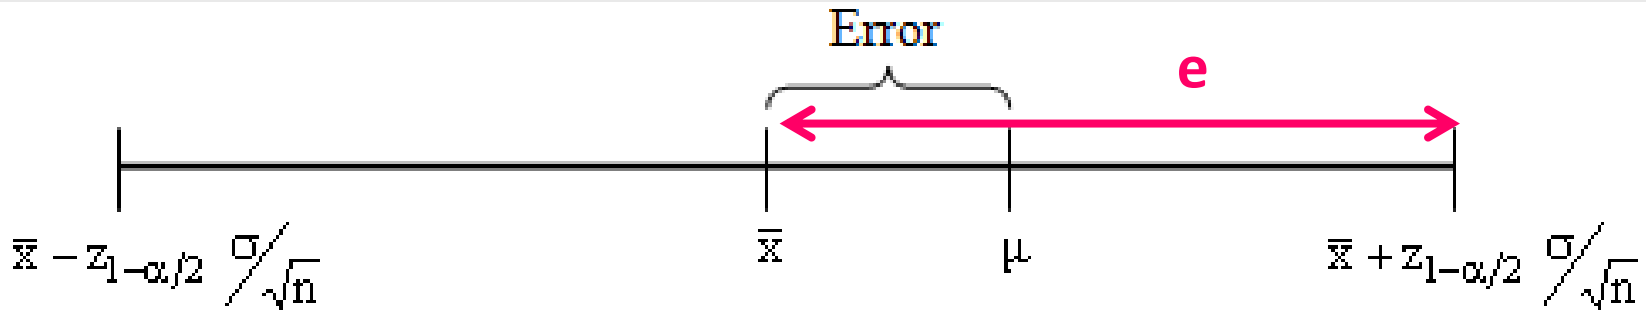 Error
e
x̄ − z₁₋α/₂ σ/√n x̄ μ x̄ + z₁₋α/₂ σ/√n